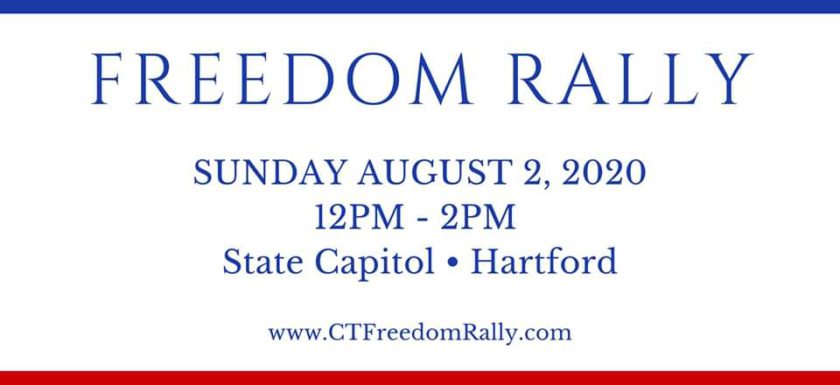 FREEDOM RALLY
SUNDAY AUGUST 2, 2020
12PM - 2PM
State Capitol • Hartford
www.CTFreedomRally.com